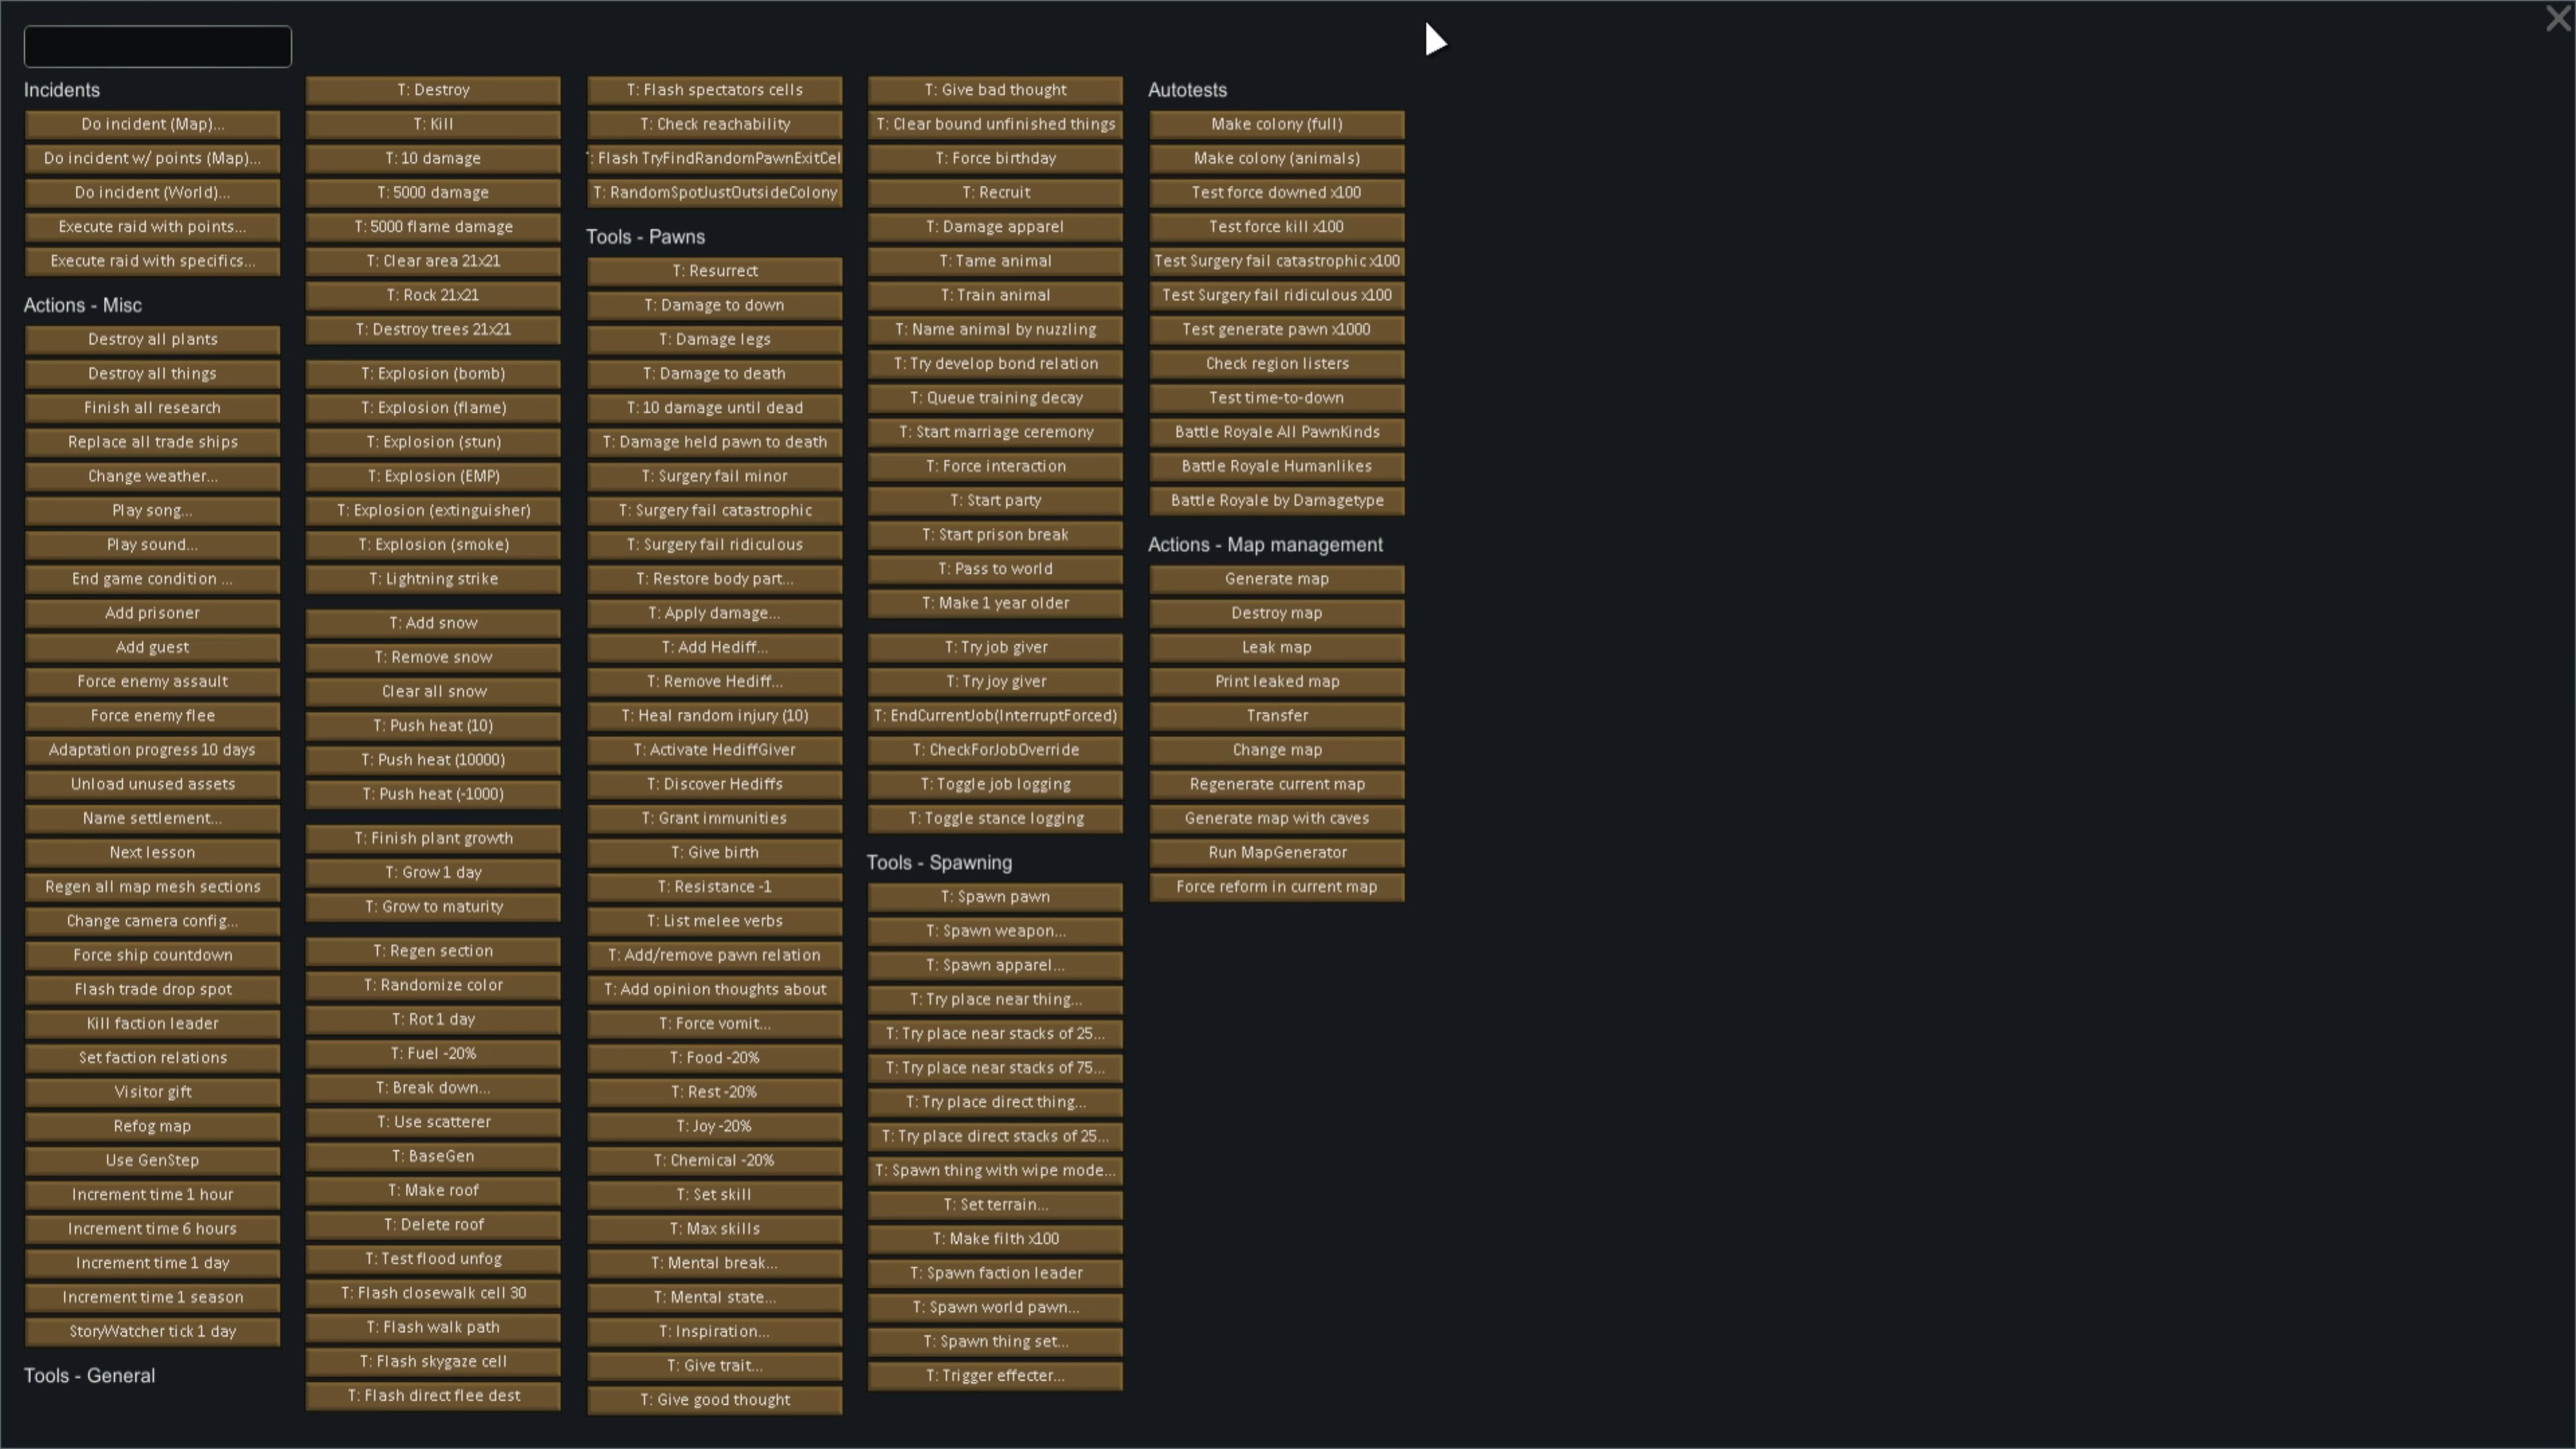 Incidents
Do incident (Map)...
Do incident w/ points (Map)...
Do incident (World)...
Execute raid with points...
Execute raid with specifics...
Actions - Misc
Destroy all plants
Destroy all things
Finish all research
Replace all trade ships
Change weather...
Play song...
Play sound...
End game condition ...
Add prisoner
Add guest
Force enemy assault
Force enemy flee
Adaptation progress 10 days
Unload unused assets
Name settlement...
Next lesson
Regen all map mesh sections
Change camera config...
Force ship countdown
Flash trade drop spot
Kill faction leader
Set faction relations
Visitor gift
Refog map
Use GenStep
Increment time 1 hour
Increment time 6 hours
Increment time 1 day
Increment time 1 season
StoryWatcher tick 1 day
Tools - General
T: Destroy
T: Kill
T: 10 damage
T: 5000 damage
T: 5000 flame damage
T: Clear area 21x21
T: Rock 21x21
T: Destroy trees 21x21
T: Explosion (bomb)
T: Explosion (flame)
T: Explosion (stun)
T: Explosion (EMP)
T: Explosion (extinguisher)
T: Explosion (smoke)
T: Lightning strike
T: Add snow
T: Remove snow
Clear all snow
T: Push heat (10)
T: Push heat (10000)
T: Push heat (-1000)
T: Finish plant growth
T: Grow 1 day
T: Grow to maturity
T: Regen section
T: Randomize color
T: Rot 1 day
T: Fuel -20%
T: Break down...
T: Use scatterer
T: BaseGen
T: Make roof
T: Delete roof
T: Test flood unfog
T: Flash closewalk cell 30
T: Flash walk path
T: Flash skygaze cell
T: Flash direct flee dest
T: Flash spectators cells
T: Check reachability
: Flash TryFindRandomPawnExitCel
T: RandomSpotJustOutsideColony
Tools - Pawns
T: Resurrect
T: Damage to down
T: Damage legs
T: Damage to death
T: 10 damage until dead
T: Damage held pawn to death
T: Surgery fail minor
T: Surgery fail catastrophic
T: Surgery fail ridiculous
T: Restore body part...
T: Apply damage...
T: Add Hediff...
T: Remove Hediff...
T: Heal random injury (10)
T: Activate HediffGiver
T: Discover Hediffs
T: Grant immunities
T: Give birth
T: Resistance -1
T: List melee verbs
T: Add/remove pawn relation
T: Add opinion thoughts about
T: Force vomit...
T: Food -20%
T: Rest -20%
T: Joy -20%
T: Chemical -20%
T: Set skill
T: Max skills
T: Mental break...
T: Mental state...
T: Inspiration...
T: Give trait...
T: Give good thought
T: Give bad thought
T: Clear bound unfinished things
T: Force birthday
T: Recruit
T: Damage apparel
T: Tame animal
T: Train animal
T: Name animal by nuzzling
T: Try develop bond relation
T: Queue training decay
T: Start marriage ceremony
T: Force interaction
T: Start party
T: Start prison break
T: Pass to world
T: Make 1 year older
T: Try job giver
T: Try joy giver
T: EndCurrentJob(InterruptForced)
T: CheckForJobOverride
T: Toggle job logging
T: Toggle stance logging
Tools - Spawning
T: Spawn pawn
T: Spawn weapon...
T: Spawn apparel...
T: Try place near thing...
T: Try place near stacks of 25...
T: Try place near stacks of 75...
T: Try place direct thing...
T: Try place direct stacks of 25...
T: Spawn thing with wipe mode...
T: Set terrain...
T: Make filth x100
T: Spawn faction leader
T: Spawn world pawn...
T: Spawn thing set...
T: Trigger effecter...
Autotests
Make colony (full)
Make colony (animals)
Test force downed x100
Test force kill x100
Test Surgery fail catastrophic x100
Test Surgery fail ridiculous x100
Test generate pawn x1000
Check region listers
Test time-to-down
Battle Royale All PawnKinds
Battle Royale Humanlikes
Battle Royale by Damagetype
Actions - Map management
Generate map
Destroy map
Leak map
Print leaked map
Transfer
Change map
Regenerate current map
Generate map with caves
Run MapGenerator
Force reform in current map